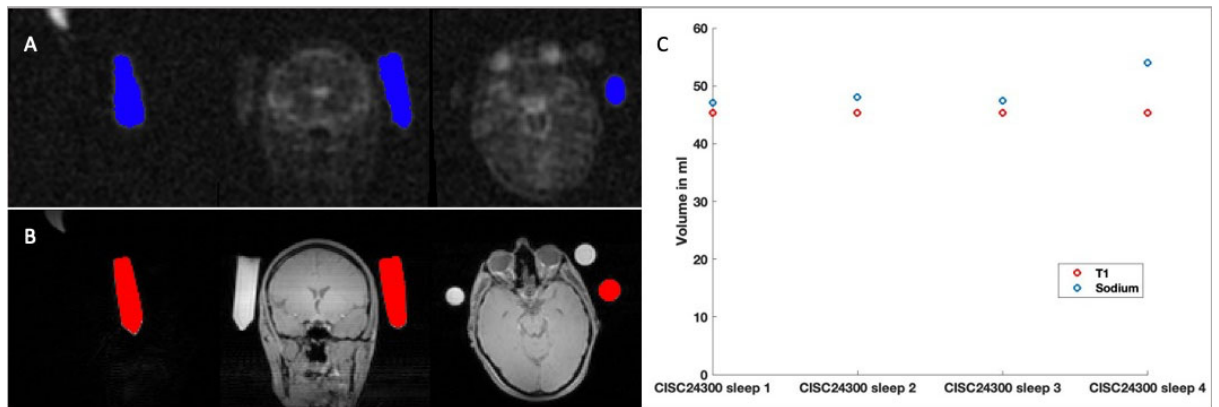 A
B
C
60
50
40
30
20
10
0
Volume in ml
T1
Sodium
CISC24300 sleep 1
CISC24300 sleep 2
CISC24300 sleep 3
CISC24300 sleep 4